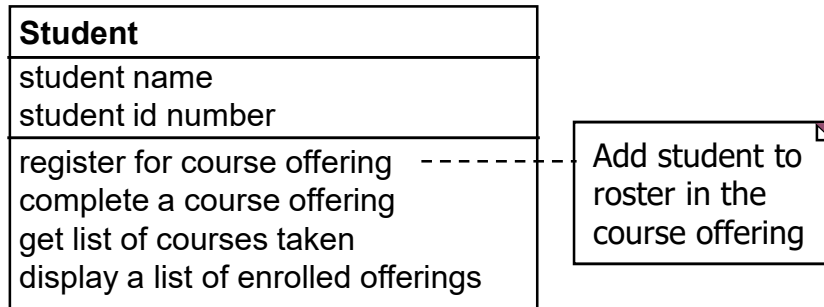 Student
student name
student id number
register for course offering
complete a course offering
get list of courses taken
display a list of enrolled offerings
Add student to
roster in the
course offering